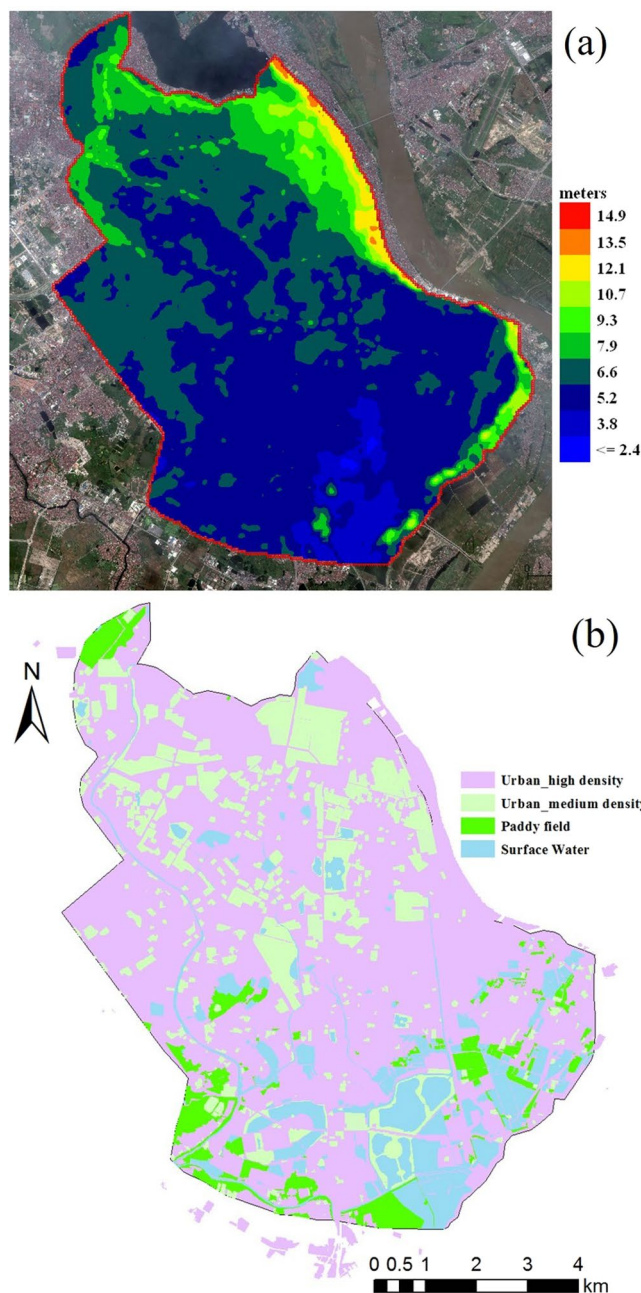 (a)
meters
14.9
13.5
12.1
10.7
9.3
7.9
6.6
5.2
3.8
<= 2.4
(b)
N
Urban_high density
Urban_medium density
Paddy field
Surface Water
0 0.5 1 2 3 4
km